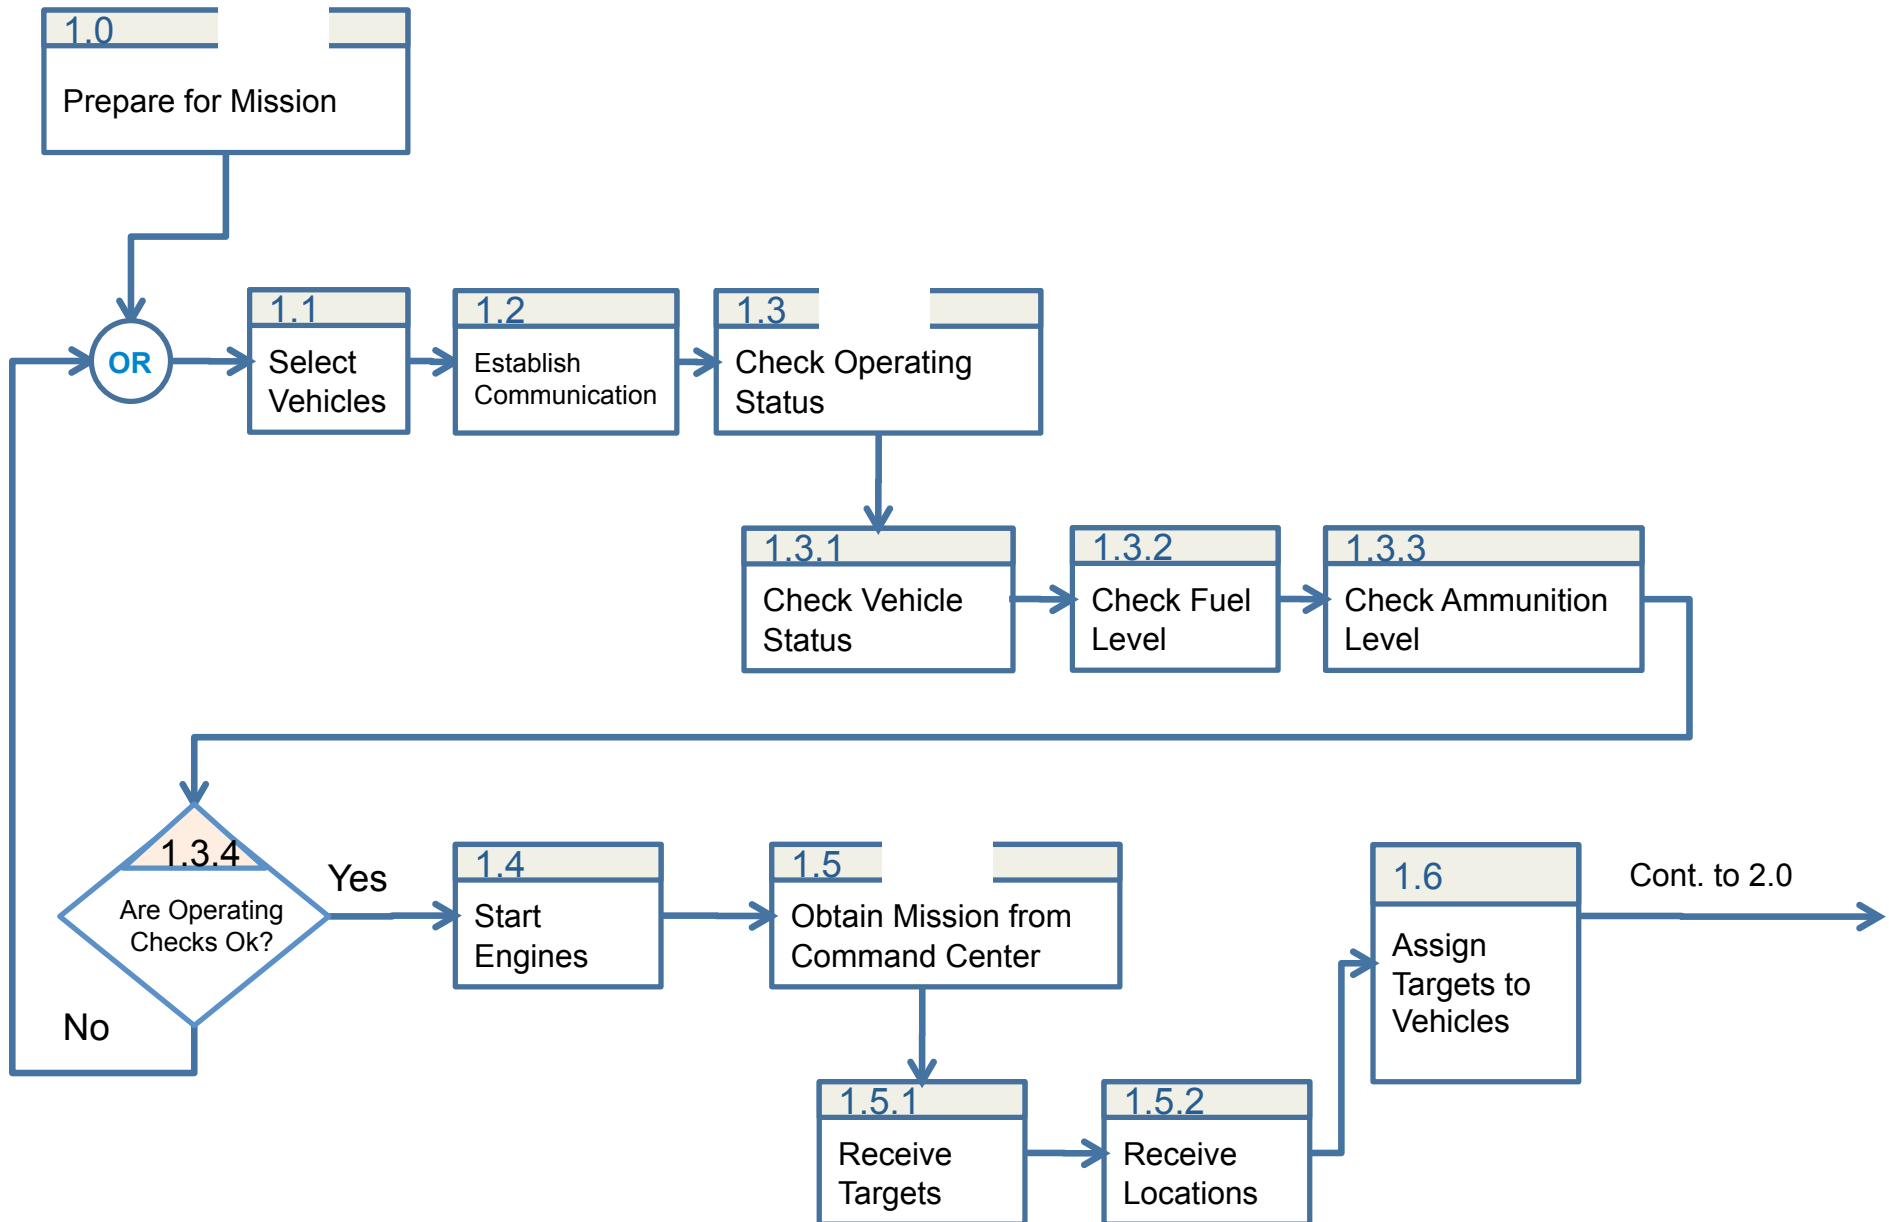 1.0
Prepare for Mission
OR
1.1
Select
Vehicles
1.2
Establish
Communication
1.3
Check Operating
Status
1.3.1
Check Vehicle
Status
1.3.2
Check Fuel
Level
1.3.3
Check Ammunition
Level
1.3.4
Are Operating
Checks Ok?
Yes
No
1.4
Start
Engines
1.5
Obtain Mission from
Command Center
1.5.1
Receive
Targets
1.5.2
Receive
Locations
1.6
Assign
Targets to
Vehicles
Cont. to 2.0